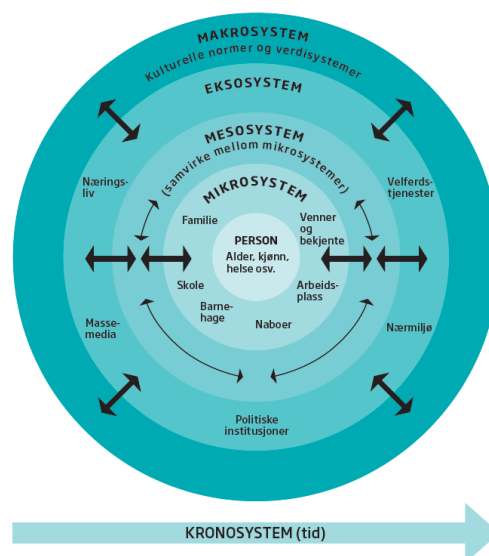 MAKROSYSTEM
Kulturelle normer og verdisystemer
EKSOSYSTEM
MESOSYSTEM
(samvirke mellom mikrosystemer)
MIKROSYSTEM
Nærings-
liv
Velferds-
tjenester
Familie
Venner
og
bekjente
PERSON
Alder, kjønn,
helse osv.
Skole
Arbeids-
plass
Barne-
hage
Naboer
Masse-
media
Nærmiljø
Politiske
institusjoner
KRONOSYSTEM (tid)